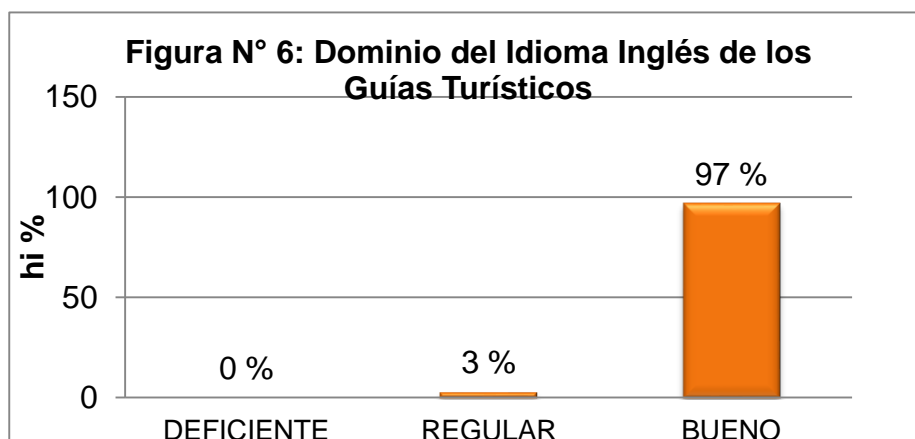 Figura N° 6: Dominio del Idioma Inglés de los
Guías Turísticos
150
100
50
0
hi %
0 %
3 %
97 %
DEFICIENTE
REGULAR
BUENO